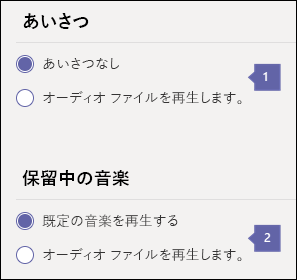 あいさつ
あいさつなし
1
オーディオ ファイルを再生します。
保留中の音楽
既定の音楽を再生する
2
オーディオ ファイルを再生します。